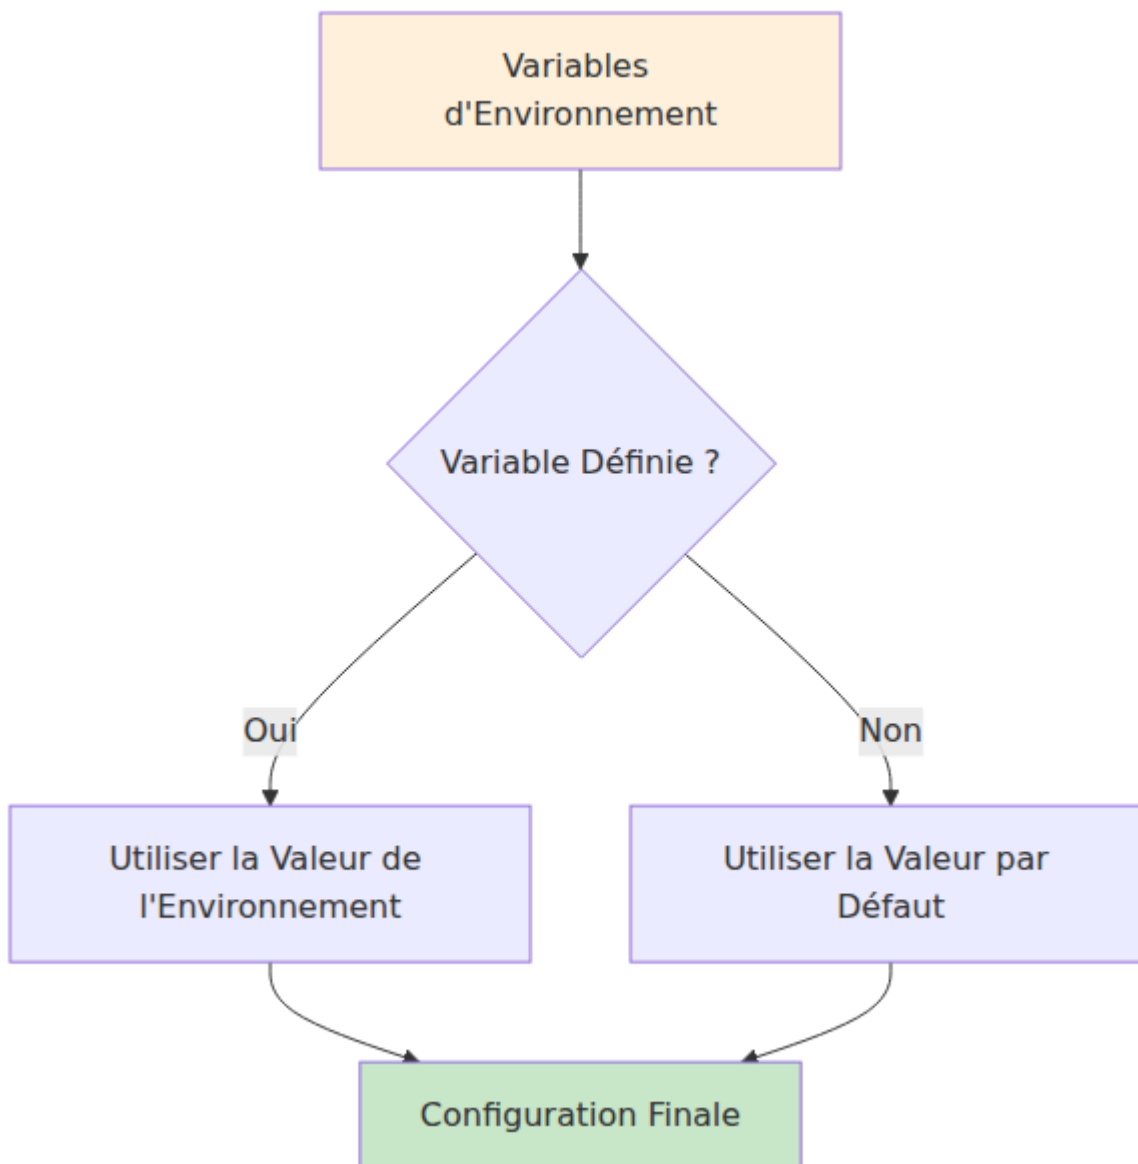 Variables
d'Environnement
Variable Définie ?
Oui
Non
Utiliser la Valeur de
l'Environnement
Utiliser la Valeur par
Défaut
Configuration Finale